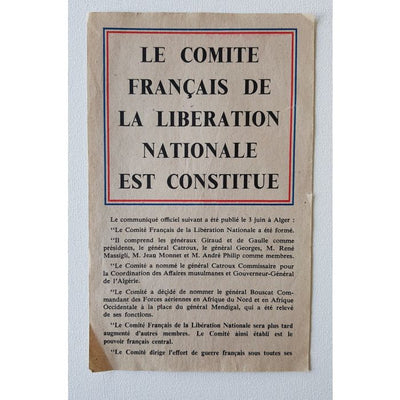 LE COMITE
FRANÇAIS DE
LA LIBERATION
NATIONALE
EST CONSTITUE
Le communiqué officiel suivant a été publié le 3 juin à Alger :
"Le Comité Français de la Libération Nationale a été formé.
"Il comprend les généraux Giraud et de Gaulle comme
présidents, le général Catroux, le général Georges, M. René
Massigli, M. Jean Monnet et M. André Philip comme membres.
"Le Comité a nommé le général Catroux Commissaire pour
la Coordination des Affaires musulmanes et Gouverneur-Général
de l'Algérie.
"Le Comité a décidé de nommer le général Bouscat Com-
mandant des Forces aériennes en Afrique du Nord et en Afrique
Occidentale à la place du général Mendigal, qui a été relevé
de ses fonctions.
"Le Comité Français de la Libération Nationale sera plus tard
augmenté d'autres membres. Le Comité ainsi établi est le
pouvoir français central.
"Le Comité dirige l'effort de guerre français sous toutes ses